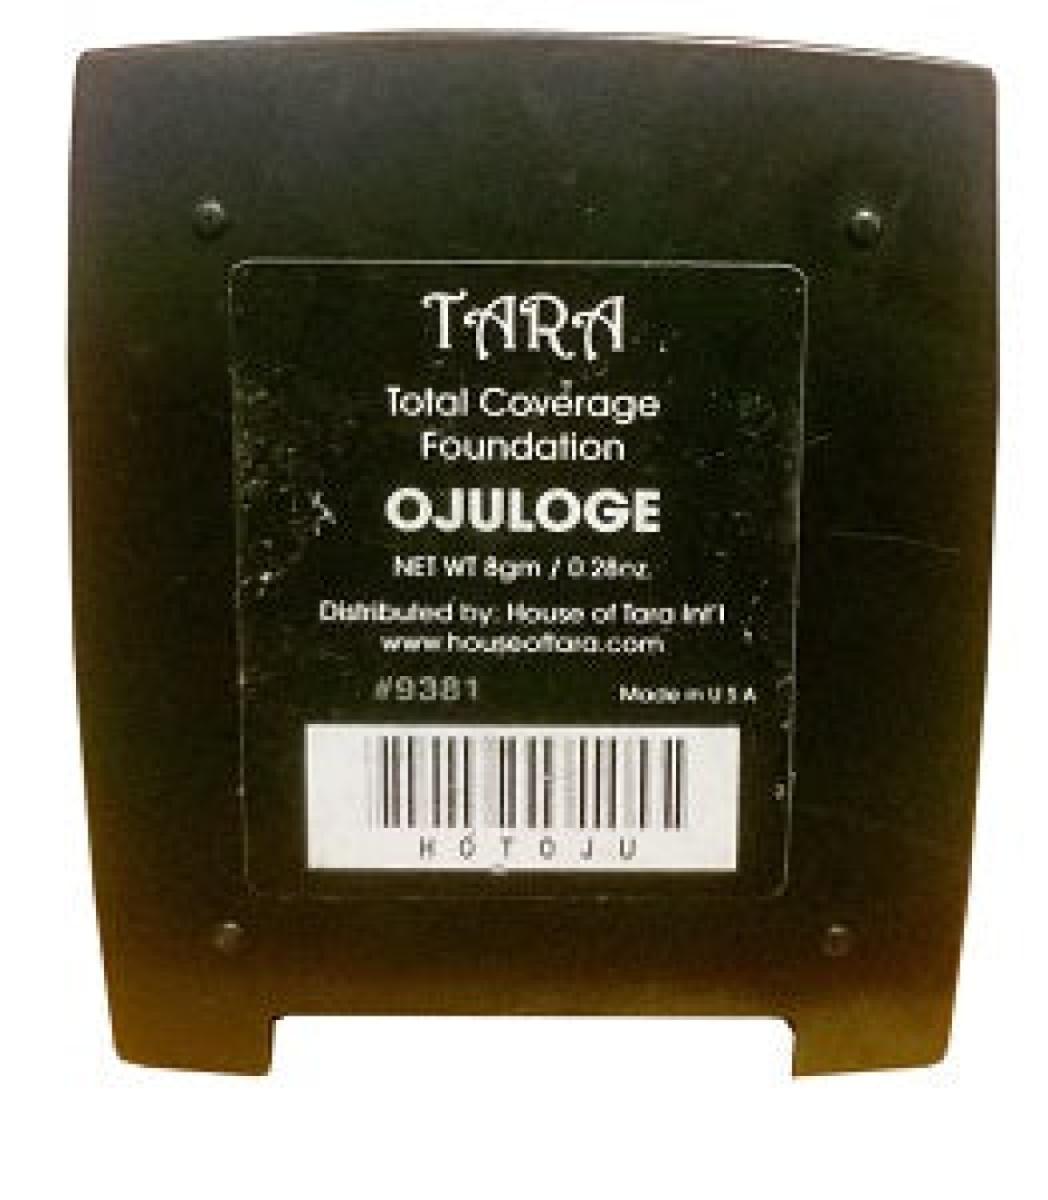 TARA
Total Coverage
Foundation
OJULOGE
NET WT 8gm / 0.28oz.
Distributed by: House of Tara Int'l
www.houseoftara.com
#9381 Made in U S A
H O T O J U